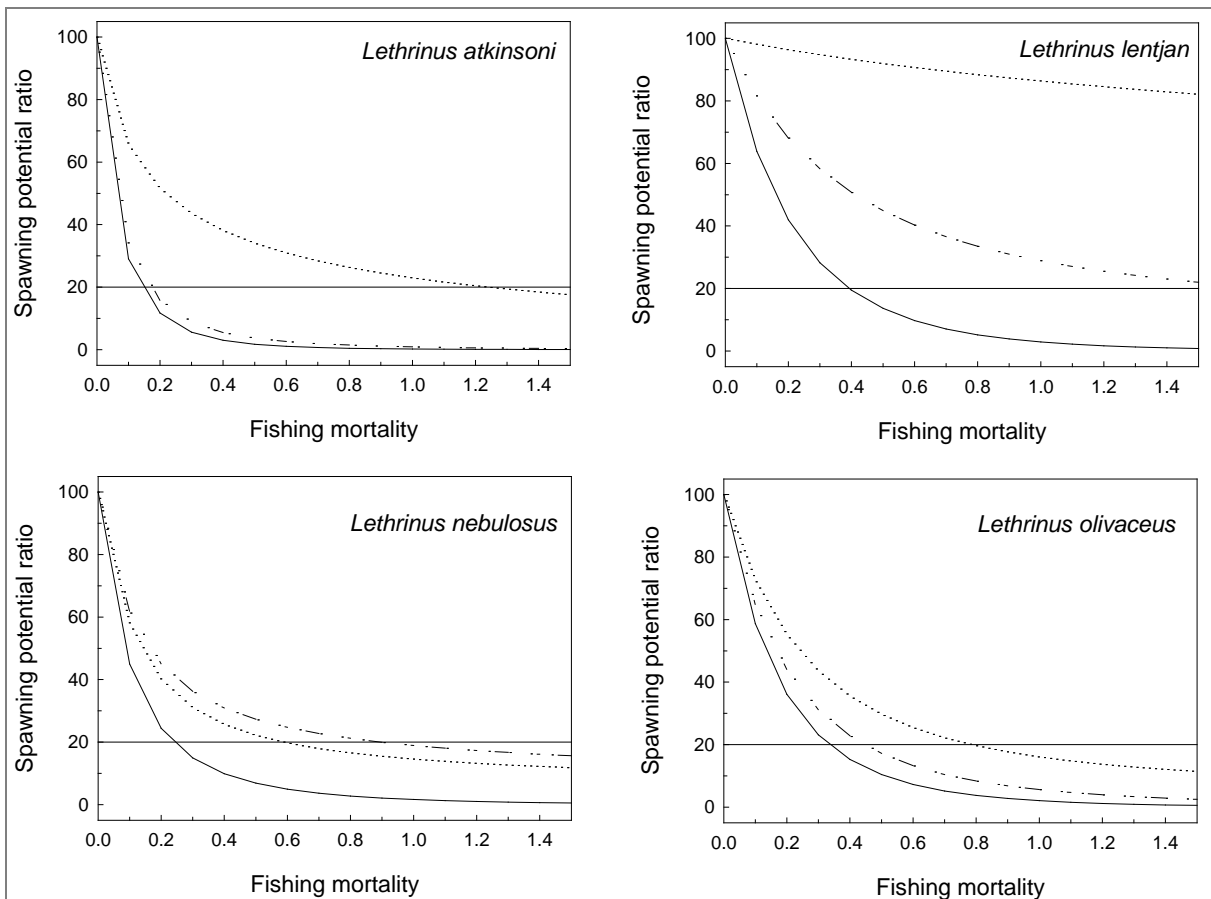 Lethrinus atkinsoni
Spawning potential ratio
100
80
60
40
20
0
0.0 0.2 0.4 0.6 0.8 1.0 1.2 1.4
Fishing mortality
Lethrinus lentjan
Spawning potential ratio
100
80
60
40
20
0
0.0 0.2 0.4 0.6 0.8 1.0 1.2 1.4
Fishing mortality
Lethrinus nebulosus
Spawning potential ratio
100
80
60
40
20
0
0.0 0.2 0.4 0.6 0.8 1.0 1.2 1.4
Fishing mortality
Lethrinus olivaceus
Spawning potential ratio
100
80
60
40
20
0
0.0 0.2 0.4 0.6 0.8 1.0 1.2 1.4
Fishing mortality